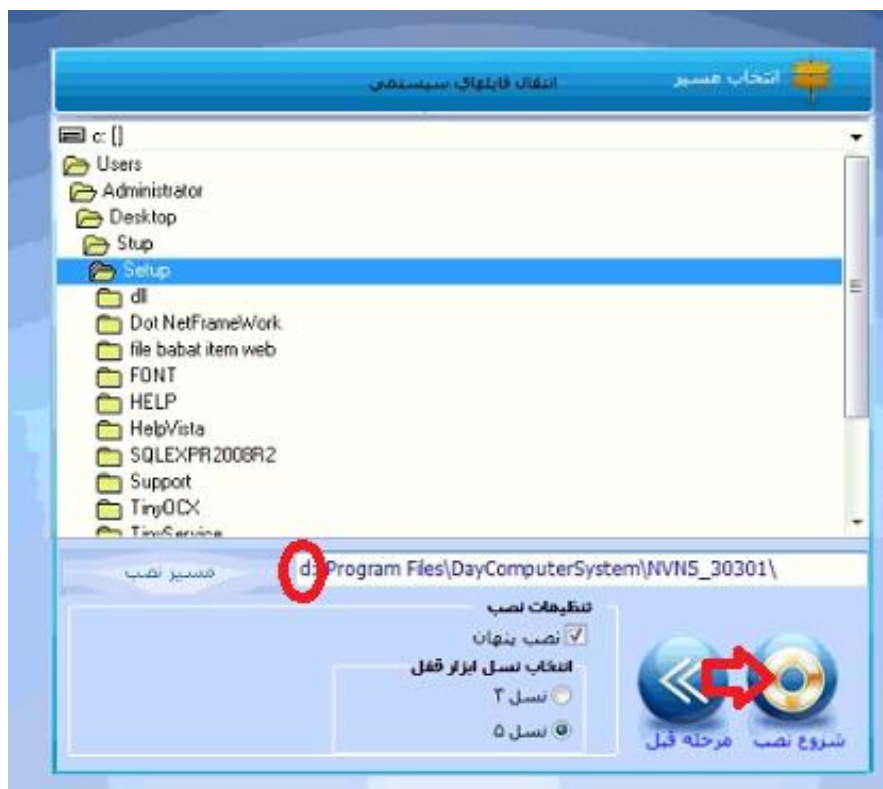 انتخاب مسیر
انتقال فایلهای سیستمی
c: []
Users
Administrator
Desktop
Stup
Setup
dll
Dot NetFrameWork
file babat item web
FONT
HELP
HelpVista
SQLEXPR2008R2
Support
TinyOCX
TinyService
مسیر نصب
d:\Program Files\DayComputerSystem\NVN5_30301\
تنظیمات نصب
نصب پنهان
انتخاب نسل ابزار قفل
نسل ۳
نسل ۵
شروع نصب
مرحله قبل